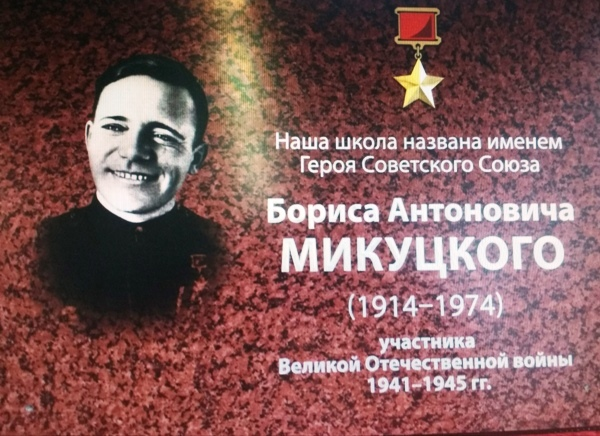 Наша школа названа именем
Героя Советского Союза
Бориса Антоновича
МИКУЦКОГО
(1914–1974)
участника
Великой Отечественной войны
1941–1945 гг.